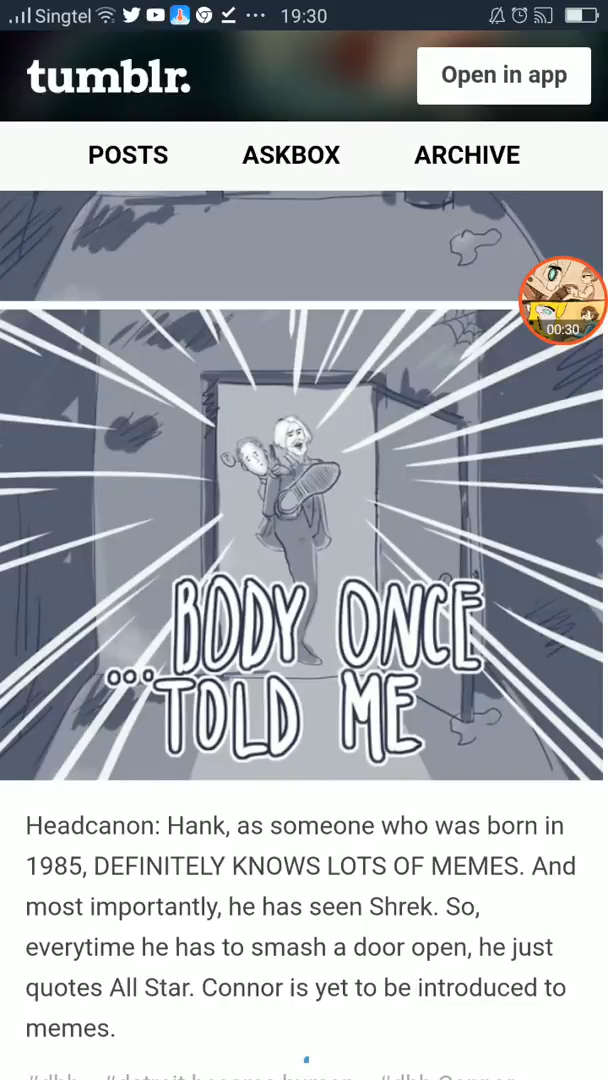 Singtel 19:30
tumblr.
Open in app
POSTS ASKBOX ARCHIVE
00:30
BODY ONCE
...TOLD ME
Headcanon: Hank, as someone who was born in
1985, DEFINITELY KNOWS LOTS OF MEMES. And
most importantly, he has seen Shrek. So,
everytime he has to smash a door open, he just
quotes All Star. Connor is yet to be introduced to
memes.